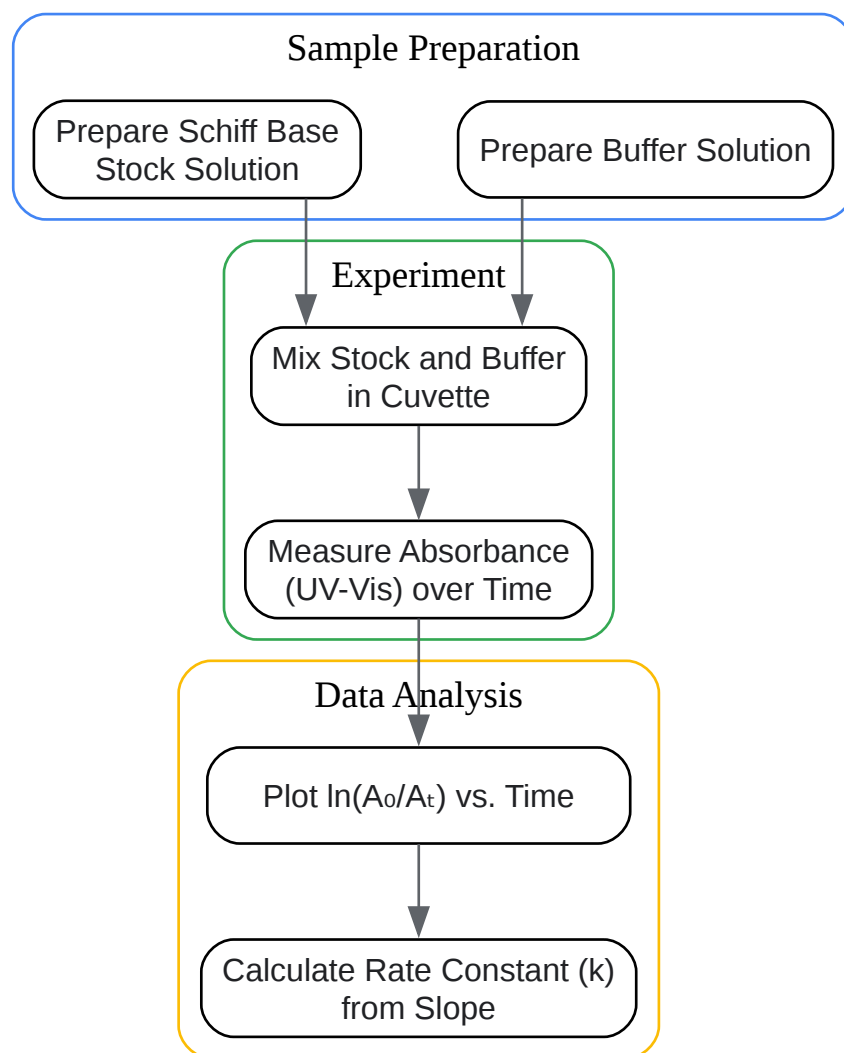 Sample Preparation
Prepare Schiff Base
Stock Solution
Prepare Buffer Solution
Experiment
Mix Stock and Buffer
in Cuvette
Measure Absorbance
(UV-Vis) over Time
Data Analysis
Plot ln(A₀/Aₜ) vs. Time
Calculate Rate Constant (k)
from Slope